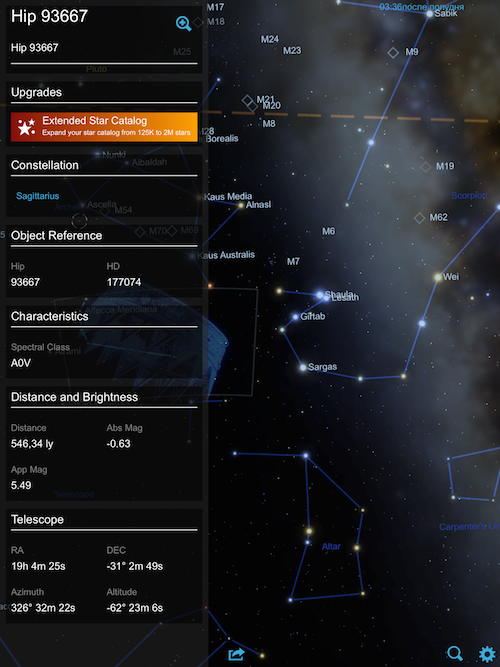 Hip 93667
Hip 93667
Pluto
Upgrades
Extended Star Catalog
Expand your star catalog from 125K to 2M stars
Constellation
Sagittarius
Object Reference
Hip
HD
93667
177074
Characteristics
Spectral Class
A0V
Distance and Brightness
Distance
Abs Mag
546,34 ly
-0.63
App Mag
5.49
Telescope
Telescope
RA
DEC
19h 4m 25s
-31° 2m 49s
Azimuth
Altitude
326° 32m 22s
-62° 23m 6s
03:36после полудня
M17
M18
M25
Sabik
M24
M23
M9
M21
M20
M8
M28
Borealis
Nunki
Albaldah
M19
Scorpio
Ascella
M54
Kaus Media
Alnasl
M62
M70
M69
M6
Kaus Australis
M7
Wei
Shaula
Lesath
Girtab
Sargas
Altar